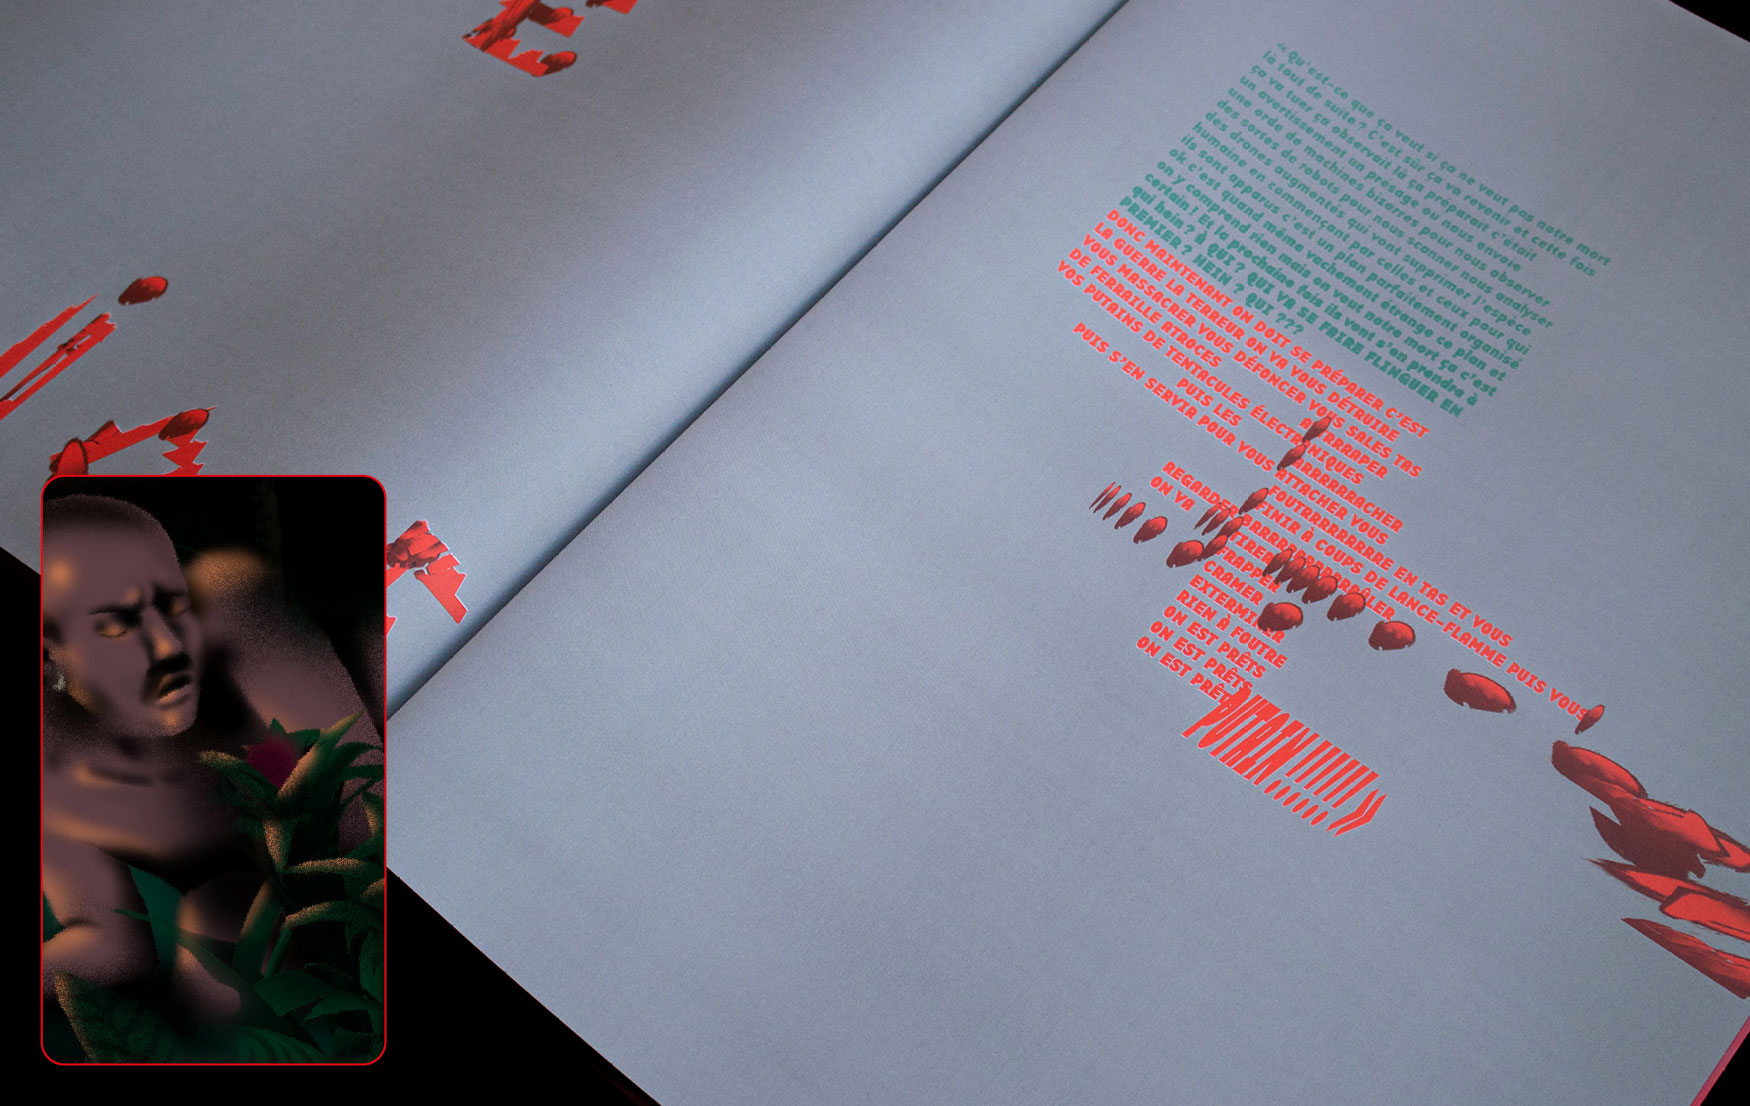 « Qu'est-ce que ça veut si ça ne veut pas notre mort
là tout de suite ? C'est sûr ça va revenir et cette fois
ça va tuer ça observait là ça préparait c'était
un avertissement un présage ou nous envoie
une orde de machines bizarres pour nous observer
des sortes de robots pour nous scanner nous analyser
des drones augmentés qui vont supprimer l'espèce
humaine en commençant par celles et ceux pour qui
ils sont apparus c'est un plan parfaitement organisé
ok c'est quand même vachement étrange ce plan et
on y comprend rien mais on veut notre mort ça c'est
certain ! Et la prochaine fois ils vont s'en prendre à
qui hein ? À QUI ? QUI VA SE FAIRE FLINGUER EN
PREMIER ? HEIN ? QUI ???
DONC MAINTENANT ON DOIT SE PRÉPARER C'EST
LA GUERRE LA TERREUR ON VA VOUS DÉTRUIRE
VOUS MASSACRER VOUS DÉFONCER VOUS SALES TAS
DE FERRAILLE ATROCES
VOS PUTAINS DE TENTACULES ÉLECTRONIQUES
PUIS LES ARRRRRRRACHER
PUIS S'EN SERVIR POUR VOUS ATTACHER VOUS
FOUTRRRRRRRRE EN TAS ET VOUS
REGARDER
ON VA FINIR À COUPS DE LANCE-FLAMME PUIS VOUS
TIRER
FRAPPER
CRAMER
EXTERMINER
RIEN À FOUTRE
ON EST PRÊTS
ON EST PRÊTS
ON EST
PUTAIN !!!!!!! »